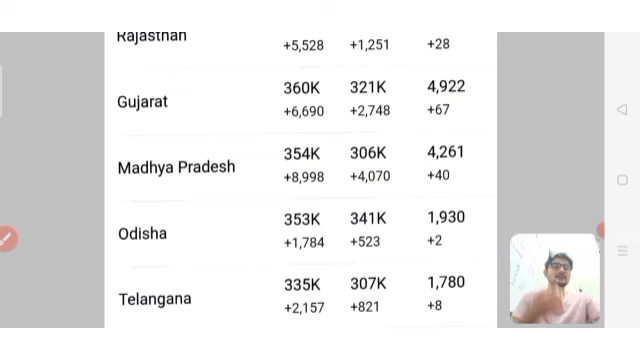 Rajasthan
+5,528 +1,251 +28
360K 321K 4,922
Gujarat
+6,690 +2,748 +67
354K 306K 4,261
Madhya Pradesh
+8,998 +4,070 +40
353K 341K 1,930
Odisha
+1,784 +523 +2
335K 307K 1,780
Telangana
+2,157 +821 +8